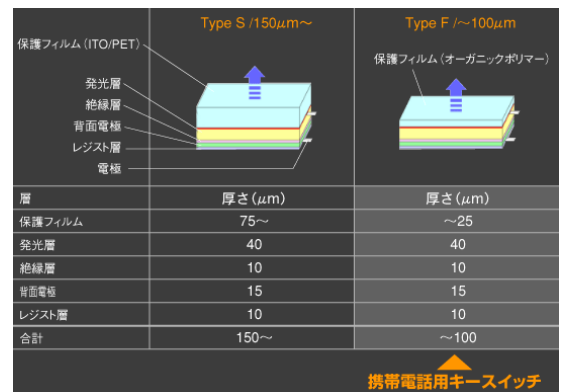 Type S /150μm～
Type F /～100μm
保護フィルム(ITO/PET)
保護フィルム(オーガニックポリマー)
発光層
絶縁層
背面電極
レジスト層
電極
層 厚さ(μm) 厚さ(μm)
保護フィルム 75～ ～25
発光層 40 40
絶縁層 10 10
背面電極 15 15
レジスト層 10 10
合計 150～ ～100
携帯電話用キースイッチ